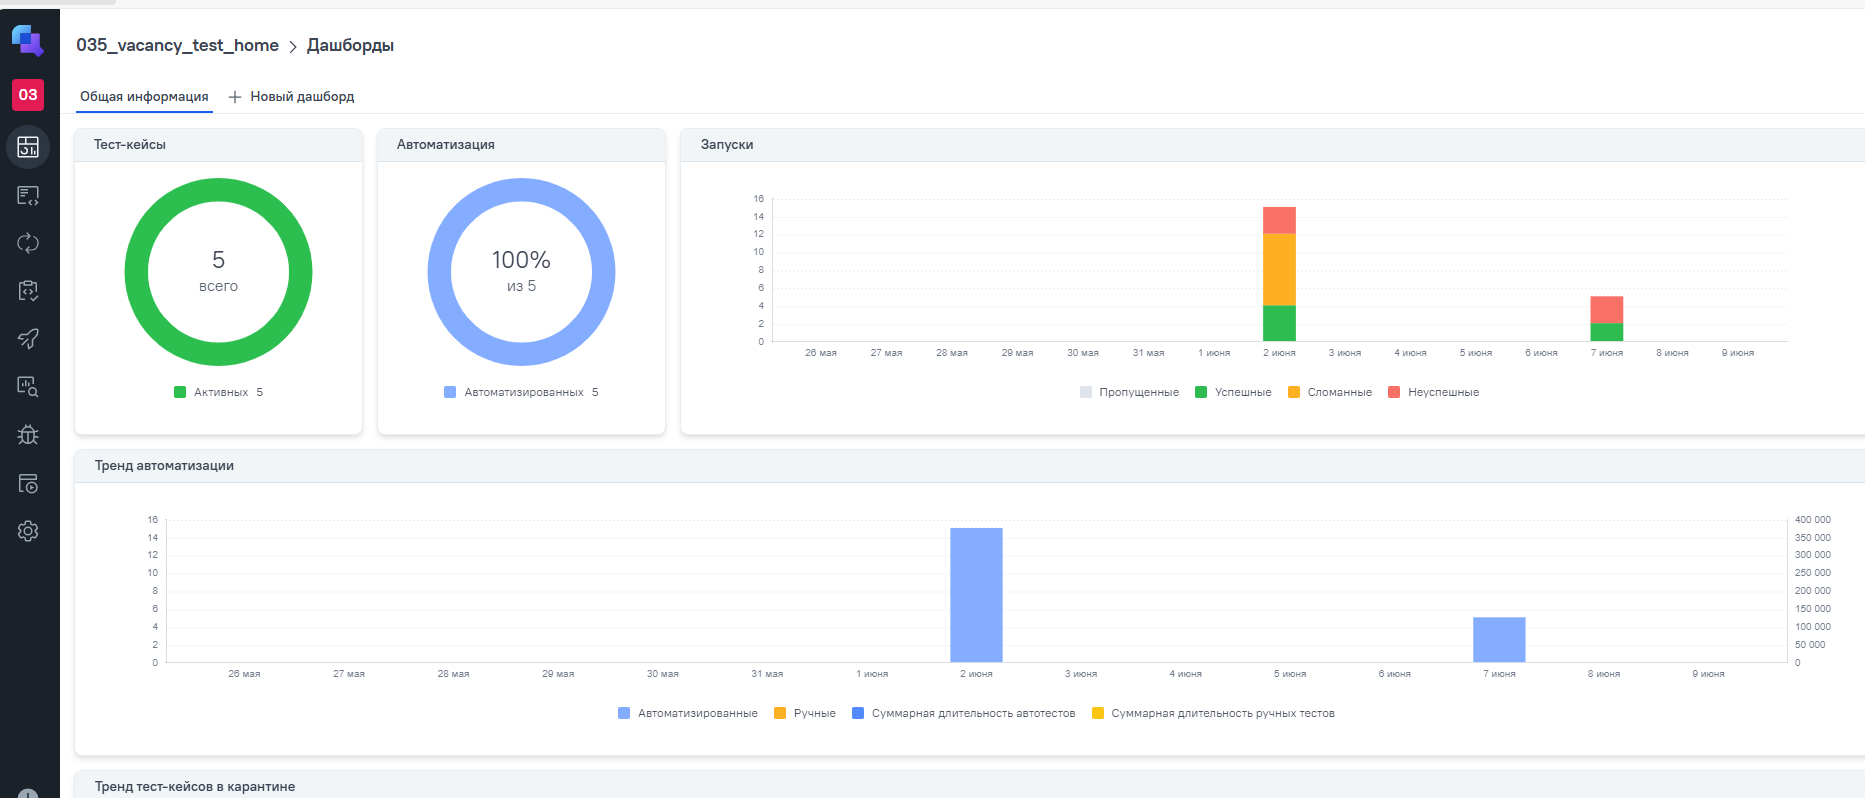 035_vacancy_test_home > Дашборды
03
Общая информация + Новый дашборд
Тест-кейсы
5
всего
Активных 5
Автоматизация
100%
из 5
Автоматизированных 5
Запуски
16
14
12
10
8
6
4
2
0
26 мая 27 мая 28 мая 29 мая 30 мая 31 мая 1 июня 2 июня 3 июня 4 июня 5 июня 6 июня 7 июня 8 июня 9 июня
Пропущенные Успешные Сломанные Неуспешные
Тренд автоматизации
16
14
12
10
8
6
4
2
0
400 000
350 000
300 000
250 000
200 000
150 000
100 000
50 000
0
26 мая 27 мая 28 мая 29 мая 30 мая 31 мая 1 июня 2 июня 3 июня 4 июня 5 июня 6 июня 7 июня 8 июня 9 июня
Автоматизированные Ручные Суммарная длительность автотестов Суммарная длительность ручных тестов
Тренд тест-кейсов в карантине